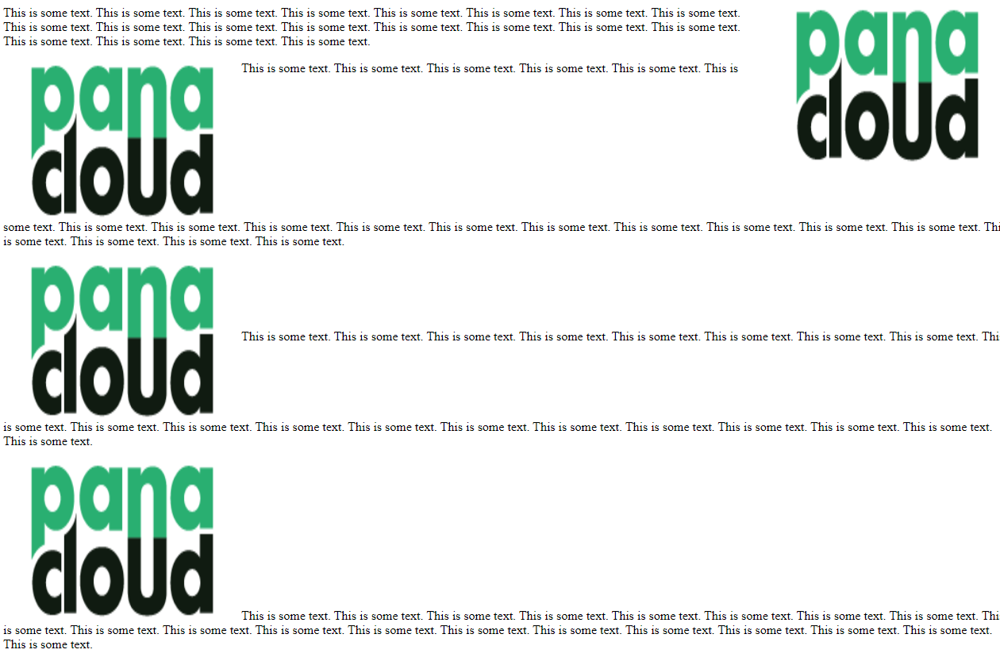 This is some text. This is some text. This is some text. This is some text. This is some text. This is some text. This is some text. This is some text.
This is some text. This is some text. This is some text. This is some text. This is some text. This is some text. This is some text. This is some text.
This is some text. This is some text. This is some text. This is some text.
pana
cloud
pana
cloud
This is some text. This is some text. This is some text. This is some text. This is some text. This is
some text. This is some text. This is some text. This is some text. This is some text. This is some text. This is some text. This is some text. This is some text. This is some text. This is some text. Thi
is some text. This is some text. This is some text. This is some text.
pana
cloud
This is some text. This is some text. This is some text. This is some text. This is some text. This is some text. This is some text. This is some text. Thi
is some text. This is some text. This is some text. This is some text. This is some text. This is some text. This is some text. This is some text. This is some text. This is some text. This is some text.
This is some text.
pana
cloud
This is some text. This is some text. This is some text. This is some text. This is some text. This is some text. This is some text. This is some text. Thi
is some text. This is some text. This is some text. This is some text. This is some text. This is some text. This is some text. This is some text. This is some text. This is some text. This is some text.
This is some text.